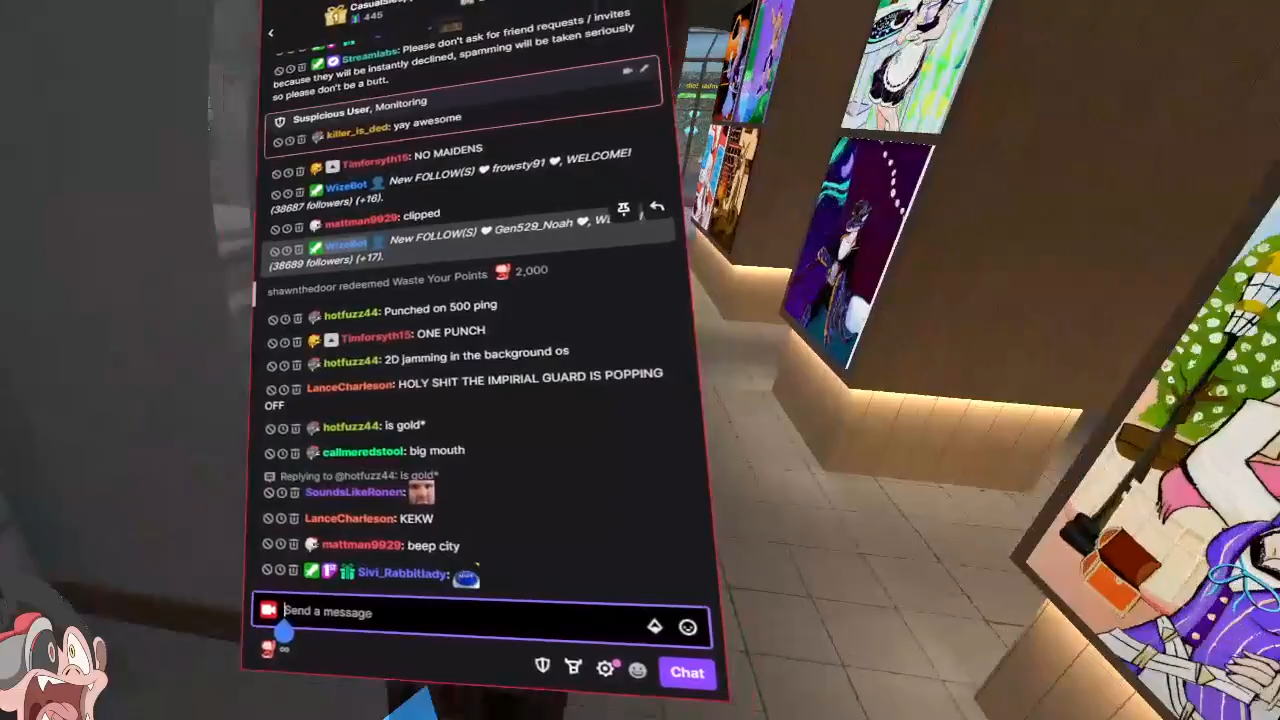 445
Streamlabs: Please don't ask for friend requests / invites
because they will be instantly declined, spamming will be taken seriously
so please don't be a butt.
Suspicious User, Monitoring
killer_is_ded: yay awesome
Timforsyth15: NO MAIDENS
WizeBot New FOLLOW(S) ❤ frowsty91 ❤, WELCOME!
(38687 followers) (+16).
mattman9929: clipped
WizeBot New FOLLOW(S) ❤ Gen529_Noah ❤,
(38689 followers) (+17).
shawnthedoor redeemed Waste Your Points 2,000
hotfuzz44: Punched on 500 ping
Timforsyth15: ONE PUNCH
hotfuzz44: 2D jamming in the background os
LanceCharleson: HOLY SHIT THE IMPIRIAL GUARD IS POPPING
OFF
hotfuzz44: is gold*
callmeredstool: big mouth
Replying to @hotfuzz44: is gold*
SoundsLikeRonen:
LanceCharleson: KEKW
mattman9929: beep city
Sivi_Rabbitlady:
Send a message
∞
Chat